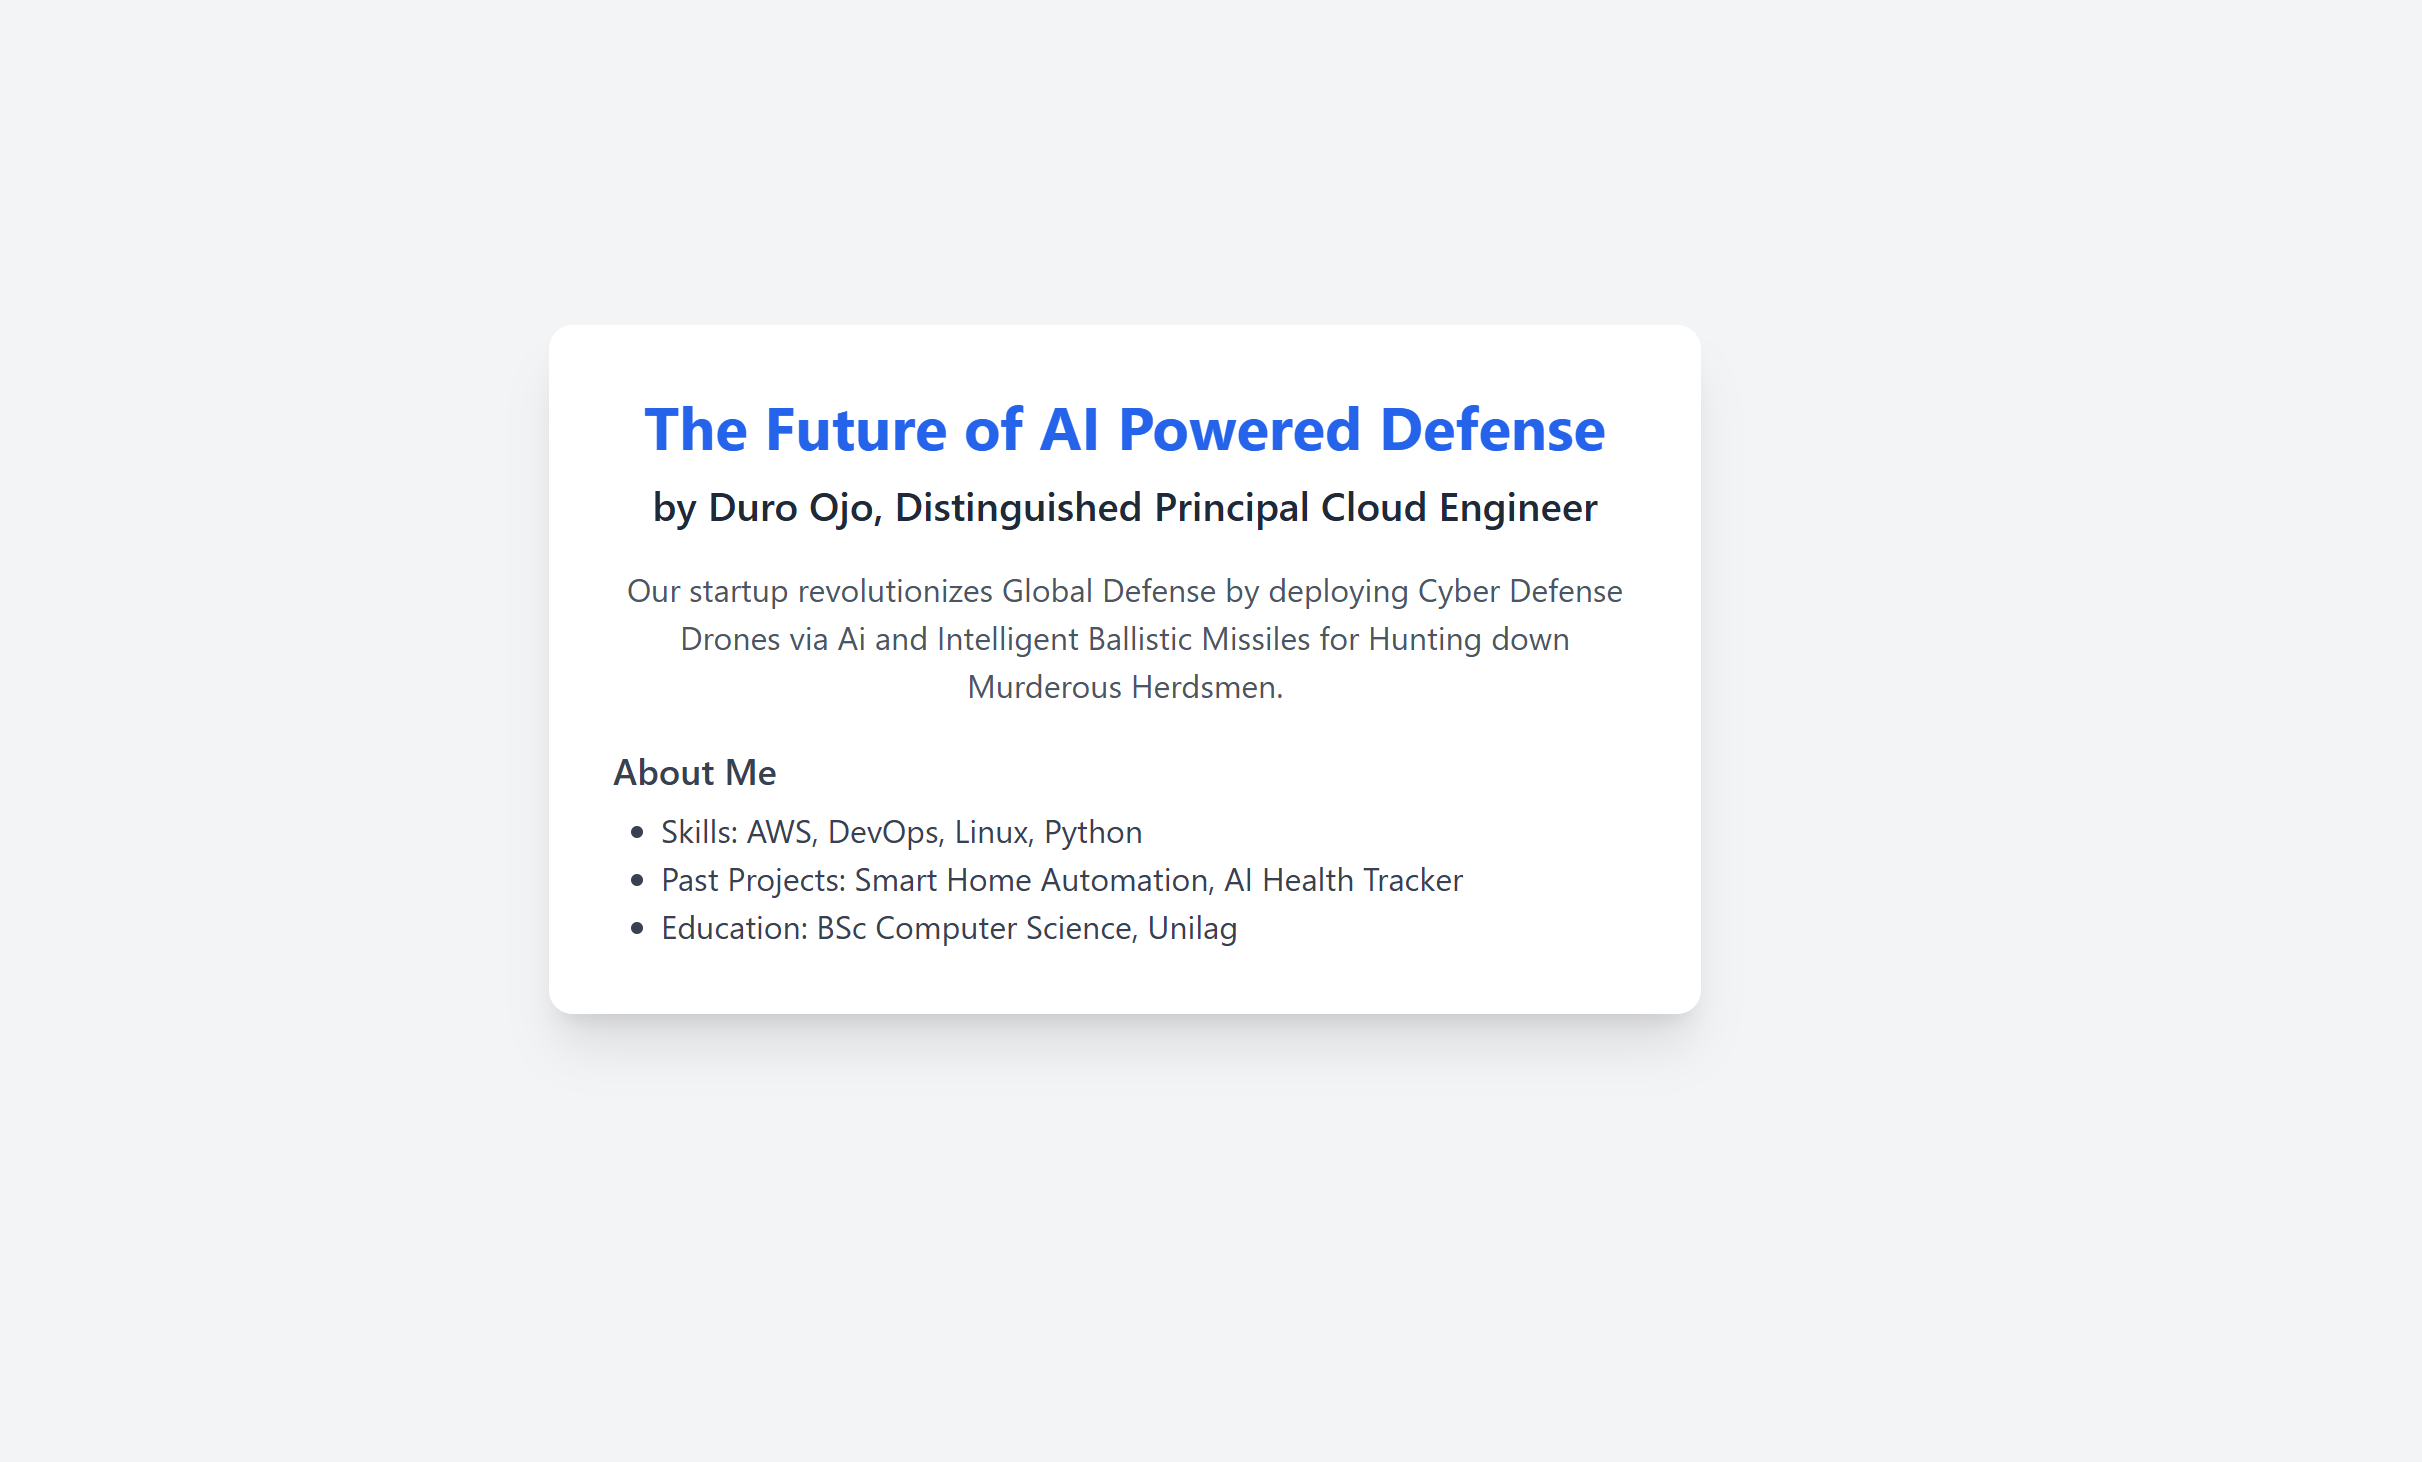 The Future of AI Powered Defense
by Duro Ojo, Distinguished Principal Cloud Engineer
Our startup revolutionizes Global Defense by deploying Cyber Defense
Drones via Ai and Intelligent Ballistic Missiles for Hunting down
Murderous Herdsmen.
About Me
• Skills: AWS, DevOps, Linux, Python
• Past Projects: Smart Home Automation, AI Health Tracker
• Education: BSc Computer Science, Unilag